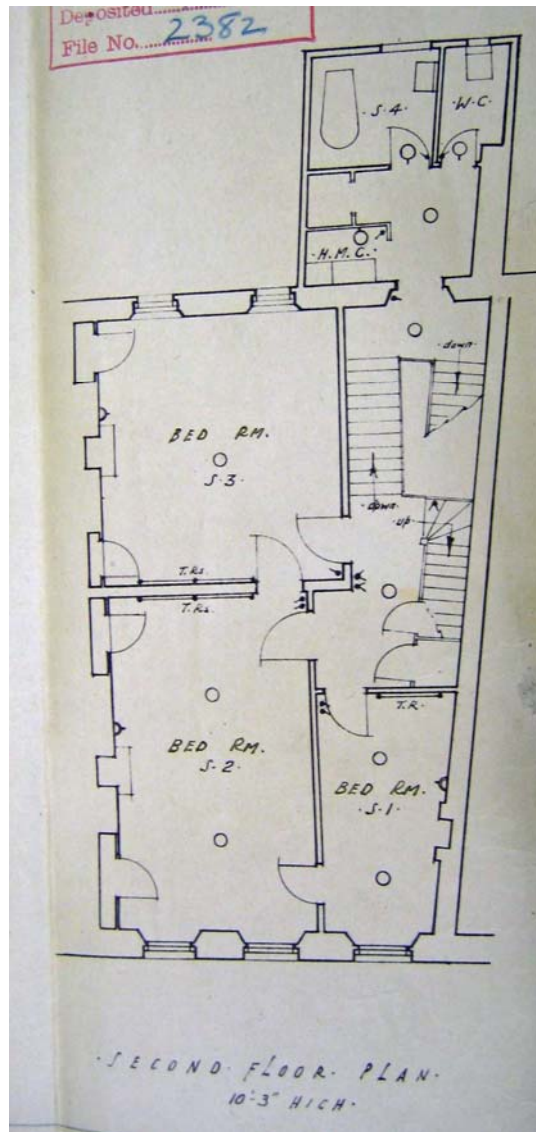 Deposited..........
File No. 2382
S.4.
W.C.
H.M.C.
down
BED RM.
S.3.
down
up
T.Rs.
T.Rs.
T.R.
BED RM.
S.2.
BED RM.
S.1.
SECOND. FLOOR. PLAN.
10'-3" HIGH.